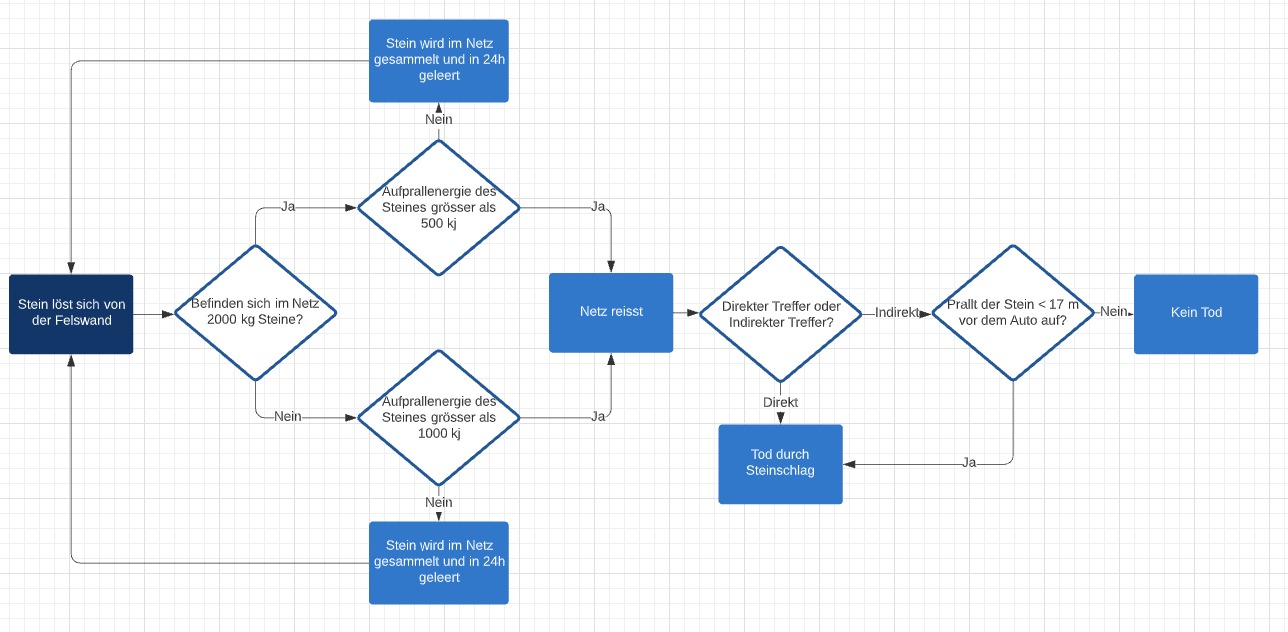 Stein wird im Netz
gesammelt und in 24h
geleert
Nein
Aufprallenergie des
Steines grösser als
500 kj
Ja
Ja
Stein löst sich von
der Felswand
Befinden sich im Netz
2000 kg Steine?
Netz reisst
Direkter Treffer oder
Indirekter Treffer?
Indirekt
Prallt der Stein < 17 m
vor dem Auto auf?
Nein
Kein Tod
Nein
Aufprallenergie des
Steines grösser als
1000 kj
Ja
Direkt
Tod durch
Steinschlag
Ja
Nein
Stein wird im Netz
gesammelt und in 24h
geleert